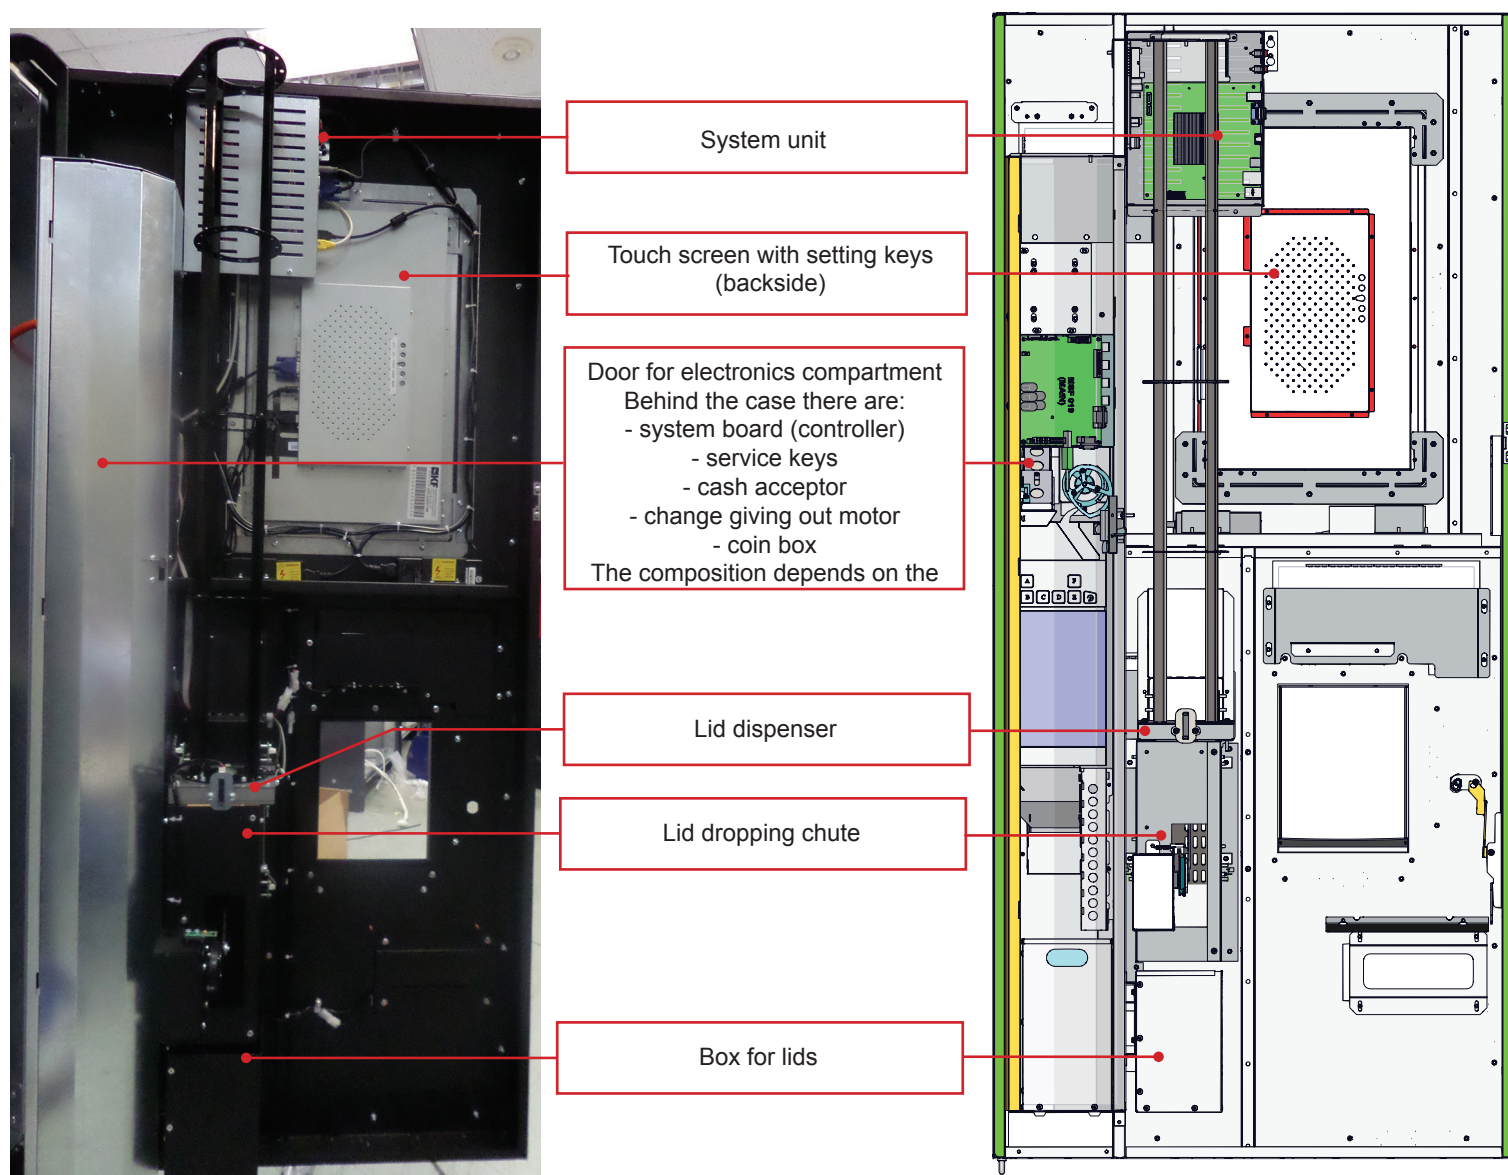 System unit
Touch screen with setting keys
(backside)
Door for electronics compartment
Behind the case there are:
- system board (controller)
- service keys
- cash acceptor
- change giving out motor
- coin box
The composition depends on the
Lid dispenser
Lid dropping chute
Box for lids
A F
B C D E